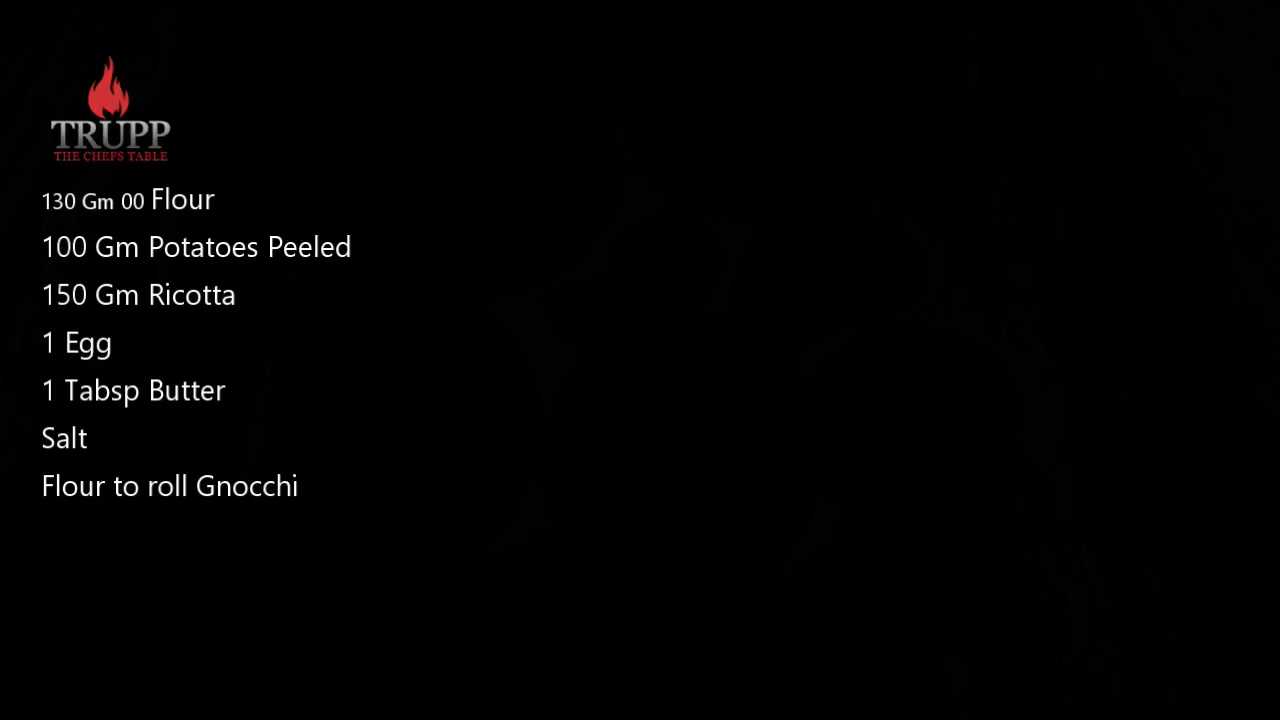 TRUPP
THE CHEFS TABLE
130 Gm 00 Flour
100 Gm Potatoes Peeled
150 Gm Ricotta
1 Egg
1 Tabsp Butter
Salt
Flour to roll Gnocchi